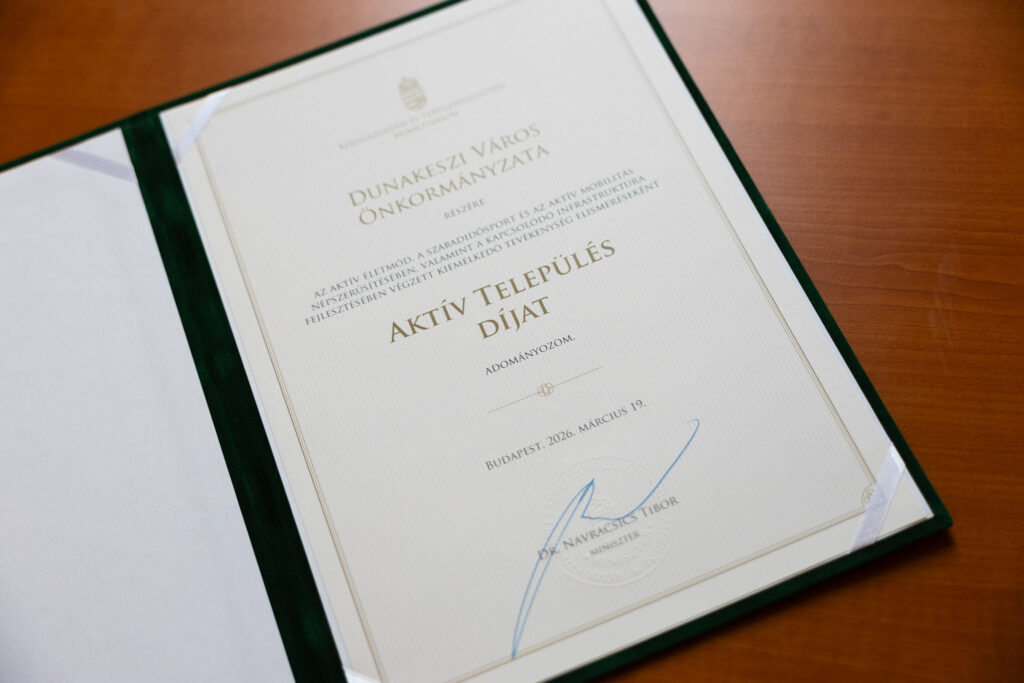 KÖZIGAZGATÁSI ÉS TERÜLETFEJLESZTÉSI
MINISZTÉRIUM
DUNAKESZI VÁROS
ÖNKORMÁNYZATA
RÉSZÉRE
AZ AKTÍV ÉLETMÓD, A SZABADIDŐSPORT ÉS AZ AKTÍV MOBILITÁS
NÉPSZERŰSÍTÉSÉBEN, VALAMINT A KAPCSOLÓDÓ INFRASTRUKTÚRA
FEJLESZTÉSÉBEN VÉGZETT KIEMELKEDŐ TEVÉKENYSÉG ELISMERÉSEKÉNT
AKTÍV TELEPÜLÉS
DÍJAT
ADOMÁNYOZOM.
BUDAPEST, 2026. MÁRCIUS 19.
DR. NAVRACSICS TIBOR
MINISZTER